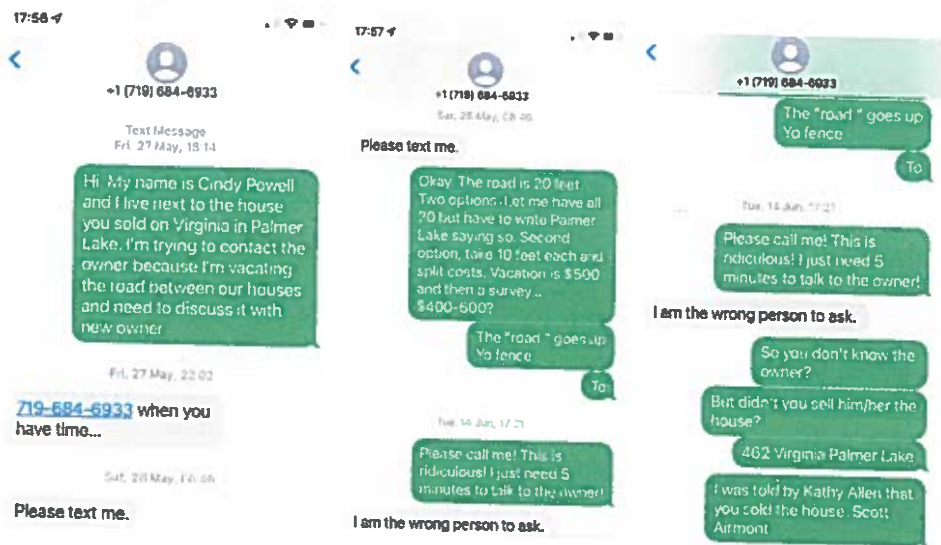 17:56
+1 (719) 684-6933
Text Message
Fri, 27 May, 18:14
Hi My name is Cindy Powell
and I live next to the house
you sold on Virginia in Palmer
Lake. I'm trying to contact the
owner because I'm vacating
the road between our houses
and need to discuss it with
new owner
Fri, 27 May, 22:02
719-684-6933 when you
have time...
Sat, 28 May,
Please text me.
17:57
+1 (719) 684-6933
Sat, 28 May,
Please text me.
Okay. The road is 20 feet.
Two options. Let me have all
20 but have to write Palmer
Lake saying so. Second
option, take 10 feet each and
split costs. Vacation is $500
and then a survey...
$400-600?
The "road " goes up
Yo fence
To
Tue, 14 Jun, 17:21
Please call me! This is
ridiculous! I just need 5
minutes to talk to the owner!
I am the wrong person to ask.
+1 (719) 684-6933
The "road " goes up
Yo fence
To
Tue, 14 Jun, 17:21
Please call me! This is
ridiculous! I just need 5
minutes to talk to the owner!
I am the wrong person to ask.
So you don't know the
owner?
But didn't you sell him/her the
house?
462 Virginia Palmer Lake
I was told by Kathy Allen that
you sold the house. Scott
Airmont